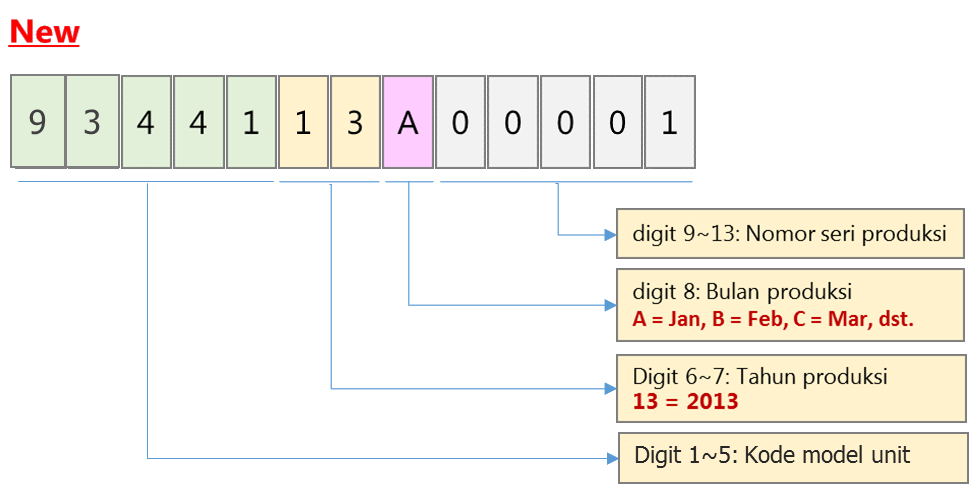 New
9 3 4 4 1 1 3 A 0 0 0 0 1
digit 9~13: Nomor seri produksi
digit 8: Bulan produksi
A = Jan, B = Feb, C = Mar, dst.
Digit 6~7: Tahun produksi
13 = 2013
Digit 1~5: Kode model unit